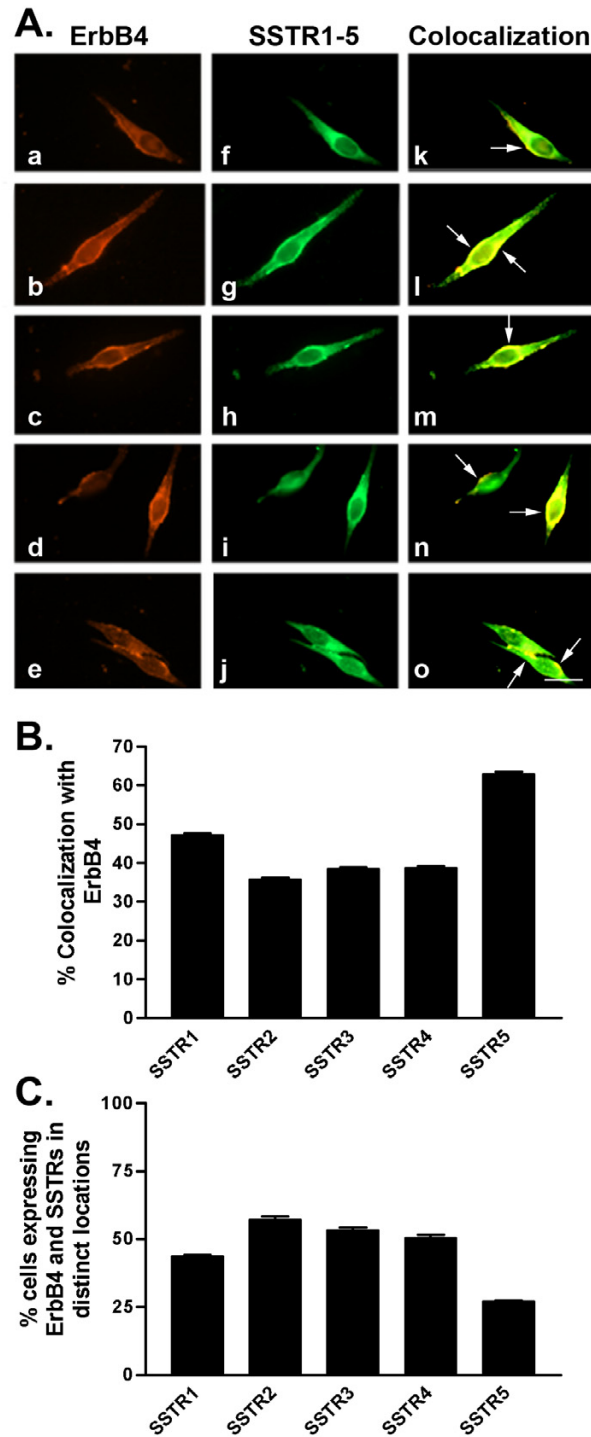 A.
ErbB4 SSTR1-5 Colocalization
a f k
b g l
c h m
d i n
e j o
B.
% Colocalization with
ErbB4
70
60
50
40
30
20
10
0
SSTR1 SSTR2 SSTR3 SSTR4 SSTR5
C.
% cells expressing
ErbB4 and SSTRs in
distinct locations
100
75
50
25
0
SSTR1 SSTR2 SSTR3 SSTR4 SSTR5